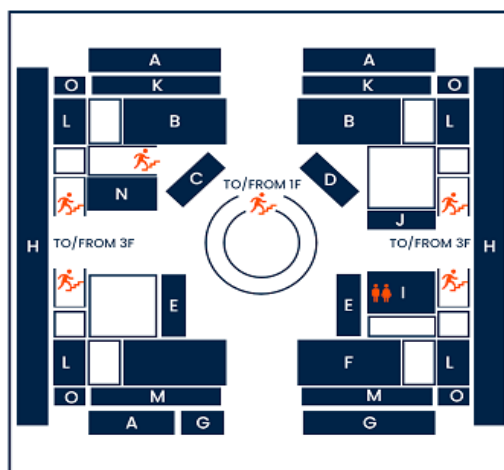 A A
O K K O
L B B L
C D
TO/FROM 1F
N
J
H TO/FROM 3F TO/FROM 3F H
E E I
L F L
O M M O
A G G